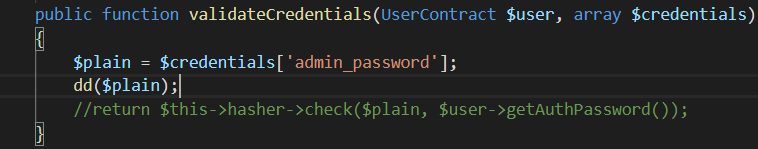 public function validateCredentials(UserContract $user, array $credentials)
{
    $plain = $credentials['admin_password'];
    dd($plain);
    //return $this->hasher->check($plain, $user->getAuthPassword());
}